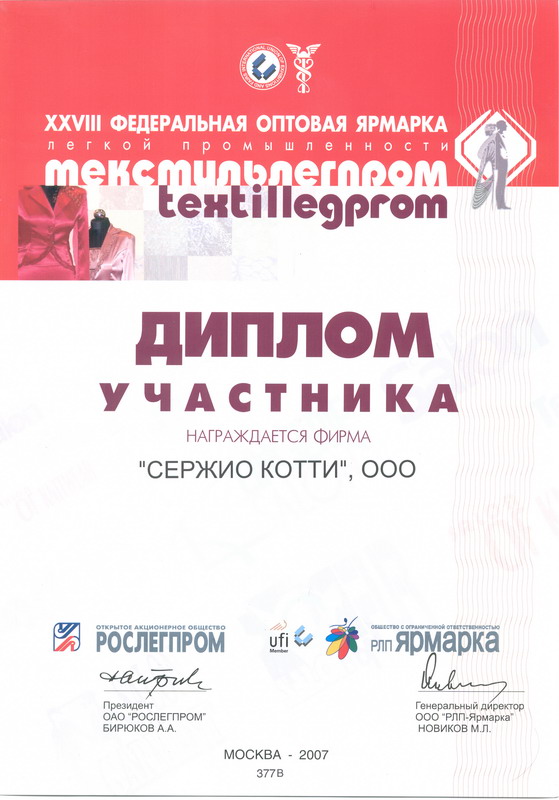 XXVIII ФЕДЕРАЛЬНАЯ ОПТОВАЯ ЯРМАРКА
легкой промышленности
текстильлегпром
textillegprom
ДИПЛОМ
УЧАСТНИКА
НАГРАЖДАЕТСЯ ФИРМА
"СЕРЖИО КОТТИ", ООО
ОТКРЫТОЕ АКЦИОНЕРНОЕ ОБЩЕСТВО
РОСЛЕГПРОМ
ufi
Member
ОБЩЕСТВО С ОГРАНИЧЕННОЙ ОТВЕТСТВЕННОСТЬЮ
РЛП ЯРМАРКА
Президент
ОАО "РОСЛЕГПРОМ"
БИРЮКОВ А.А.
Генеральный директор
ООО "РЛП-Ярмарка"
НОВИКОВ М.Л.
МОСКВА - 2007
377В